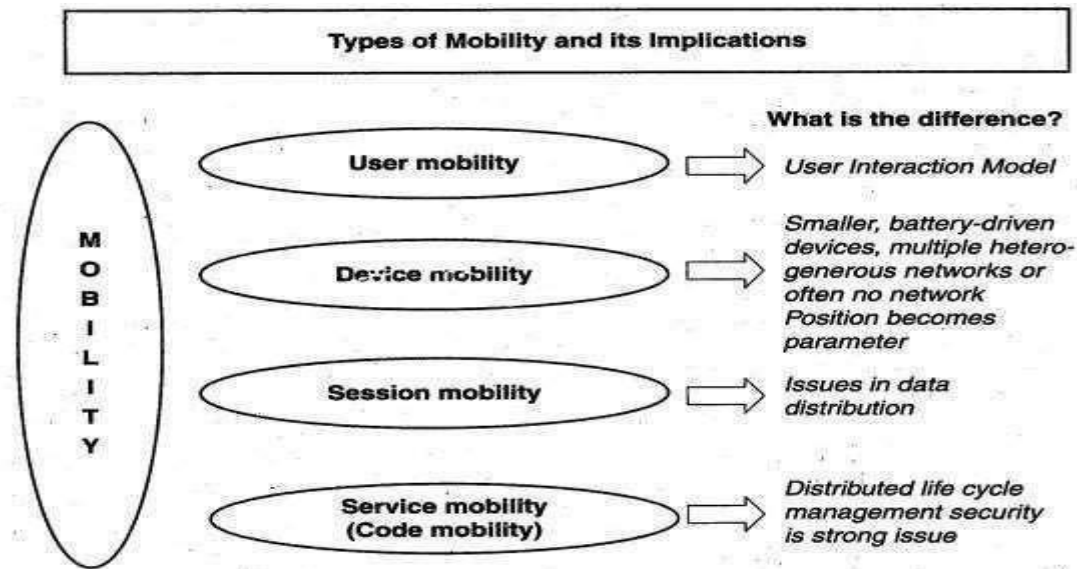 Types of Mobility and its Implications
What is the difference?
MOBILITY
User mobility
User Interaction Model
Device mobility
Smaller, battery-driven
devices, multiple hetero-
generous networks or
often no network
Position becomes
parameter
Session mobility
Issues in data
distribution
Service mobility
(Code mobility)
Distributed life cycle
management security
is strong issue